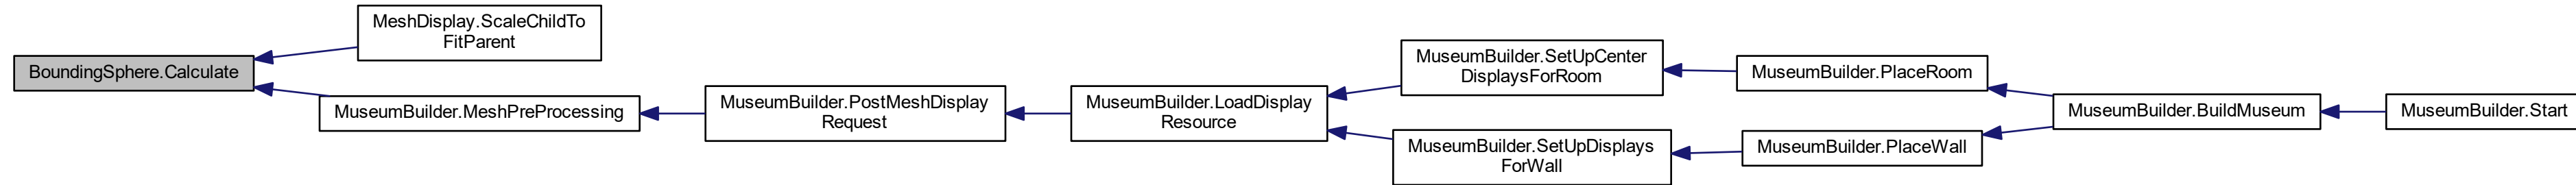 BoundingSphere.Calculate
MeshDisplay.ScaleChildTo
FitParent
MuseumBuilder.MeshPreProcessing
MuseumBuilder.PostMeshDisplay
Request
MuseumBuilder.LoadDisplay
Resource
MuseumBuilder.SetUpCenter
DisplaysForRoom
MuseumBuilder.SetUpDisplays
ForWall
MuseumBuilder.PlaceRoom
MuseumBuilder.PlaceWall
MuseumBuilder.BuildMuseum
MuseumBuilder.Start